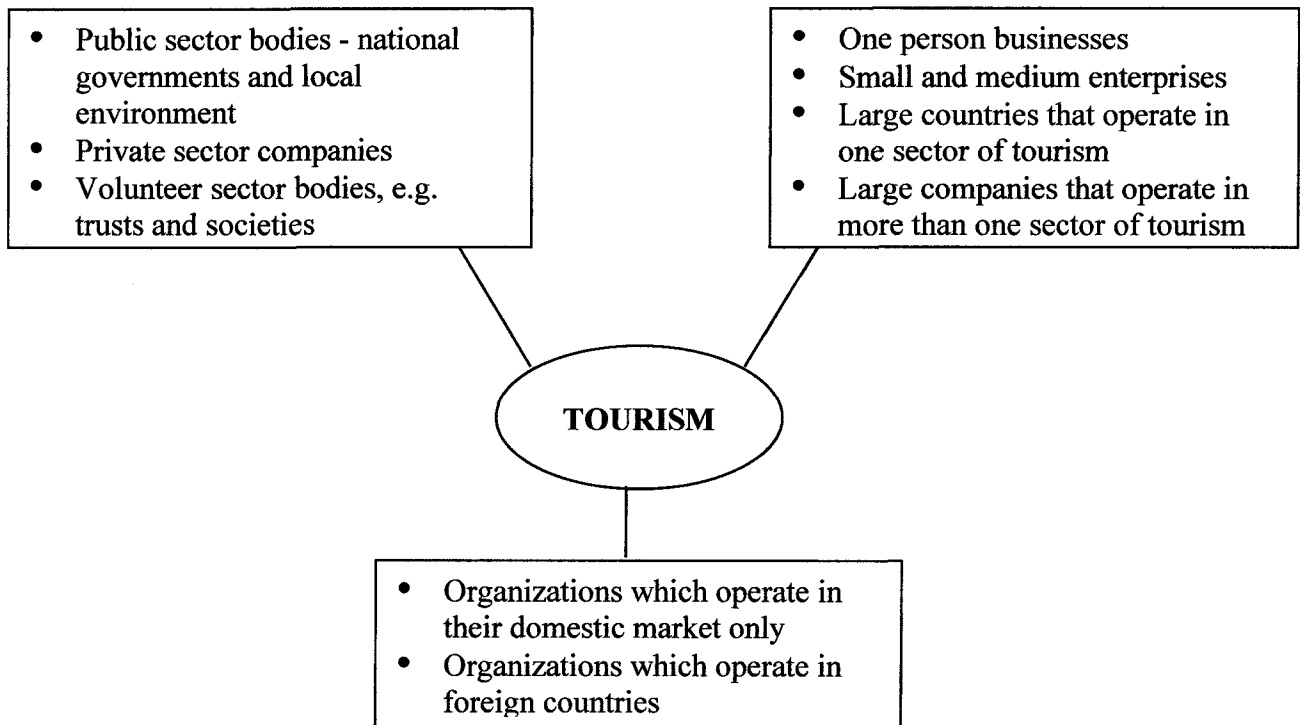 • Public sector bodies - national
governments and local
environment
• Private sector companies
• Volunteer sector bodies, e.g.
trusts and societies
• One person businesses
• Small and medium enterprises
• Large countries that operate in
one sector of tourism
• Large companies that operate in
more than one sector of tourism
TOURISM
• Organizations which operate in
their domestic market only
• Organizations which operate in
foreign countries